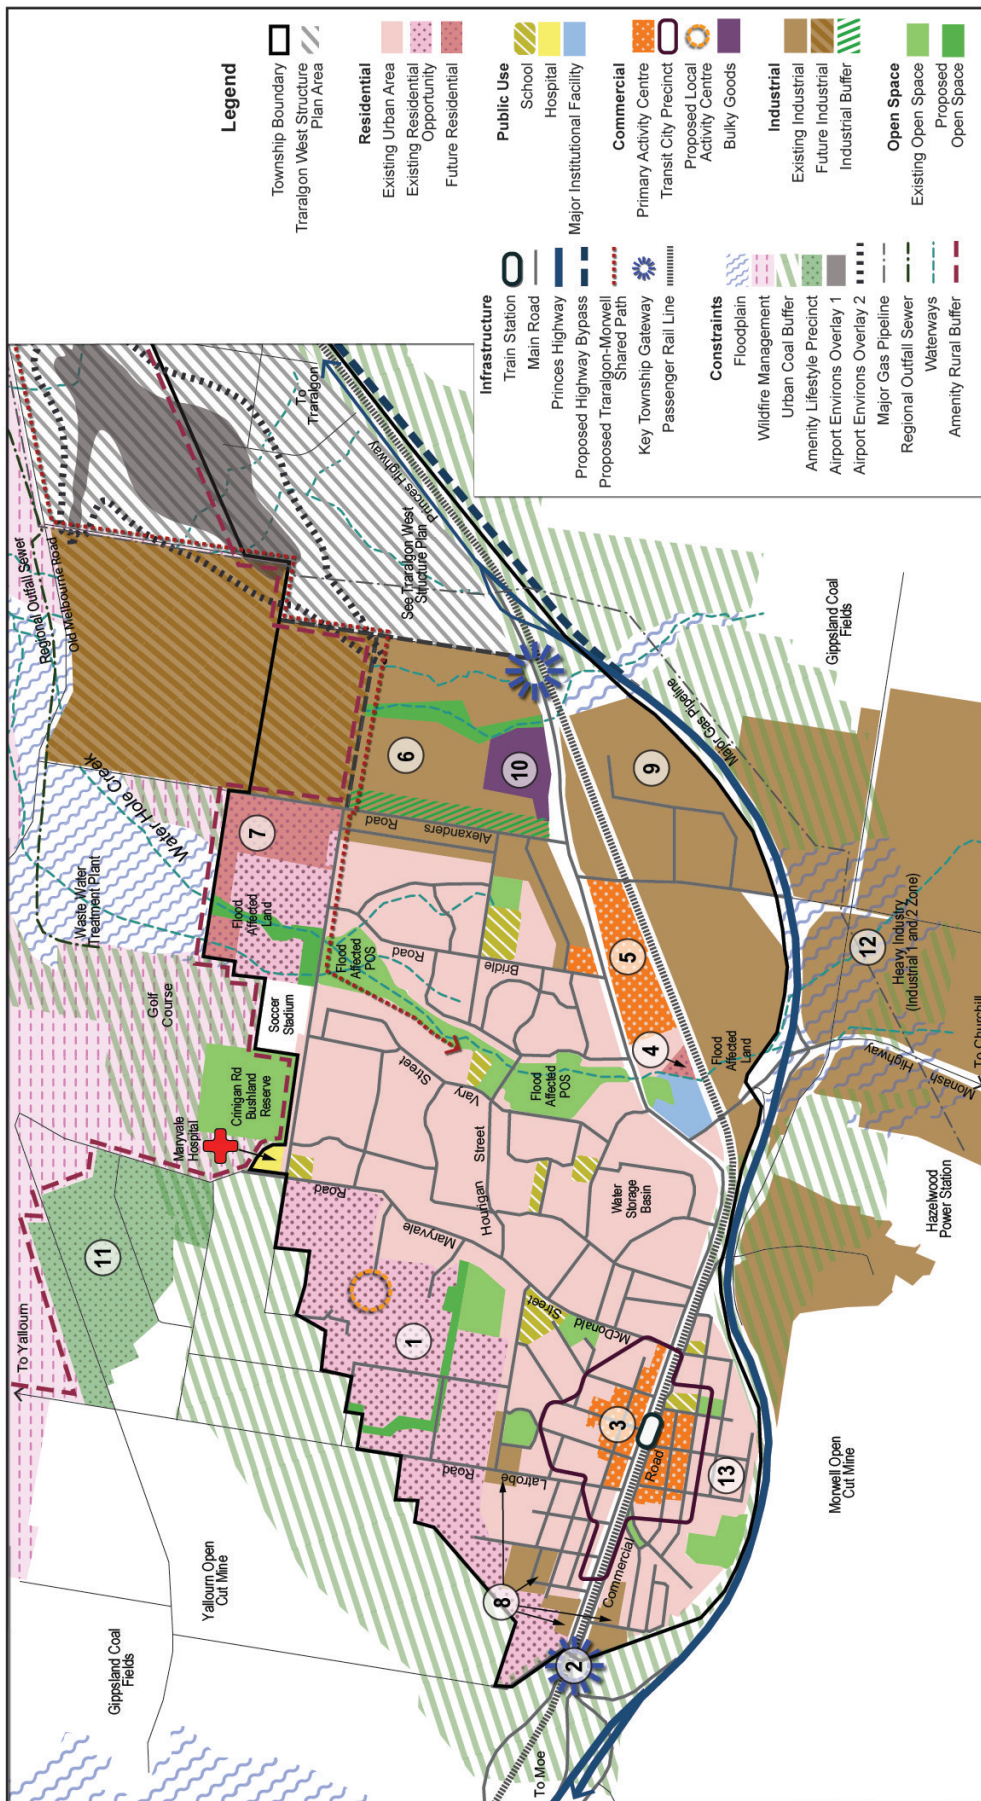 Legend
Township Boundary
Traralgon West Structure
Plan Area
Residential
Existing Urban Area
Existing Residential
Opportunity
Future Residential
Public Use
School
Hospital
Major Institutional Facility
Commercial
Primary Activity Centre
Transit City Precinct
Proposed Local
Activity Centre
Bulky Goods
Industrial
Existing Industrial
Future Industrial
Industrial Buffer
Open Space
Existing Open Space
Proposed
Open Space
Infrastructure
Train Station
Main Road
Princes Highway
Proposed Highway Bypass
Proposed Traralgon-Morwell
Shared Path
Key Township Gateway
Passenger Rail Line
Constraints
Floodplain
Wildfire Management
Urban Coal Buffer
Amenity Lifestyle Precinct
Airport Environs Overlay 1
Airport Environs Overlay 2
Major Gas Pipeline
Regional Outfall Sewer
Waterways
Amenity Rural Buffer
Gippsland Coal
Fields
Yallourn Open
Cut Mine
To Yallourn
11
Maryvale
Hospital
Crinigan Rd
Bushland
Reserve
Golf
Course
Soccer
Stadium
Waste Water
Treatment Plant
Water Hole Creek
Regional Outfall Sewer
Old Melbourne Road
Flood
Affected
Land
7
To
Traralgon
Princes Highway
See Traralgon West
Structure Plan
6
10
Alexanders
Road
Flood
Affected
POS
Bridle
Road
Vary
Street
Hourigan
Street
Maryvale
Road
1
McDonald
Street
Latrobe
Road
8
2
To Moe
Commercial
Road
3
13
Water
Storage
Basin
Flood
Affected
POS
4
5
Flood
Affected
Land
9
Major Gas Pipeline
Gippsland Coal
Fields
12
Heavy Industry
(Industrial 1 and 2 Zone)
Monash
Highway
To Churchill
Hazelwood
Power Station
Morwell Open
Cut Mine